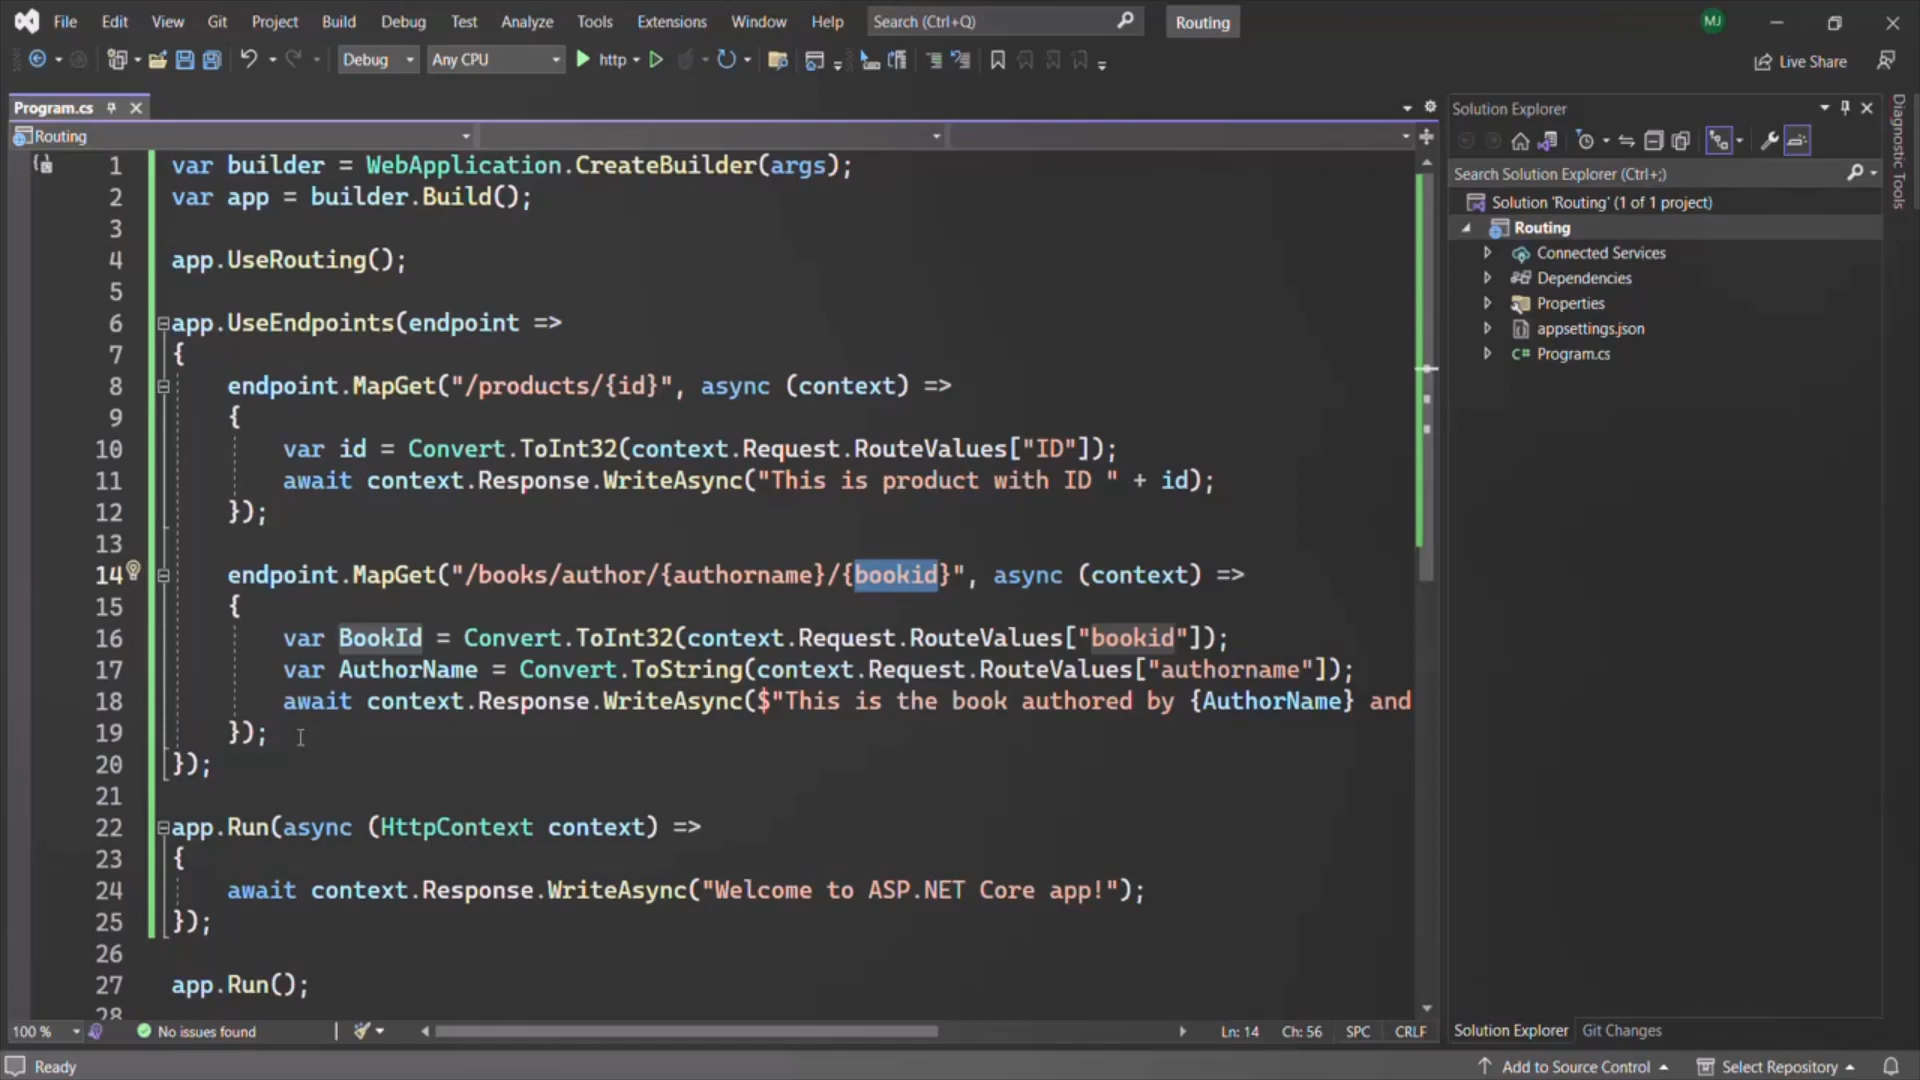 File Edit View Git Project Build Debug Test Analyze Tools Extensions Window Help Search (Ctrl+Q) Routing MJ
Debug Any CPU http Live Share
Program.cs
Routing
1 var builder = WebApplication.CreateBuilder(args);
2 var app = builder.Build();
3
4 app.UseRouting();
5
6 app.UseEndpoints(endpoint =>
7 {
8 endpoint.MapGet("/products/{id}", async (context) =>
9 {
10 var id = Convert.ToInt32(context.Request.RouteValues["ID"]);
11 await context.Response.WriteAsync("This is product with ID " + id);
12 });
13
14 endpoint.MapGet("/books/author/{authorname}/{bookid}", async (context) =>
15 {
16 var BookId = Convert.ToInt32(context.Request.RouteValues["bookid"]);
17 var AuthorName = Convert.ToString(context.Request.RouteValues["authorname"]);
18 await context.Response.WriteAsync($"This is the book authored by {AuthorName} and
19 });
20 });
21
22 app.Run(async (HttpContext context) =>
23 {
24 await context.Response.WriteAsync("Welcome to ASP.NET Core app!");
25 });
26
27 app.Run();
28
100 % No issues found Ln: 14 Ch: 56 SPC CRLF
Solution Explorer
Search Solution Explorer (Ctrl+;)
Solution 'Routing' (1 of 1 project)
Routing
Connected Services
Dependencies
Properties
appsettings.json
C# Program.cs
Solution Explorer Git Changes
Diagnostic Tools
Ready Add to Source Control Select Repository